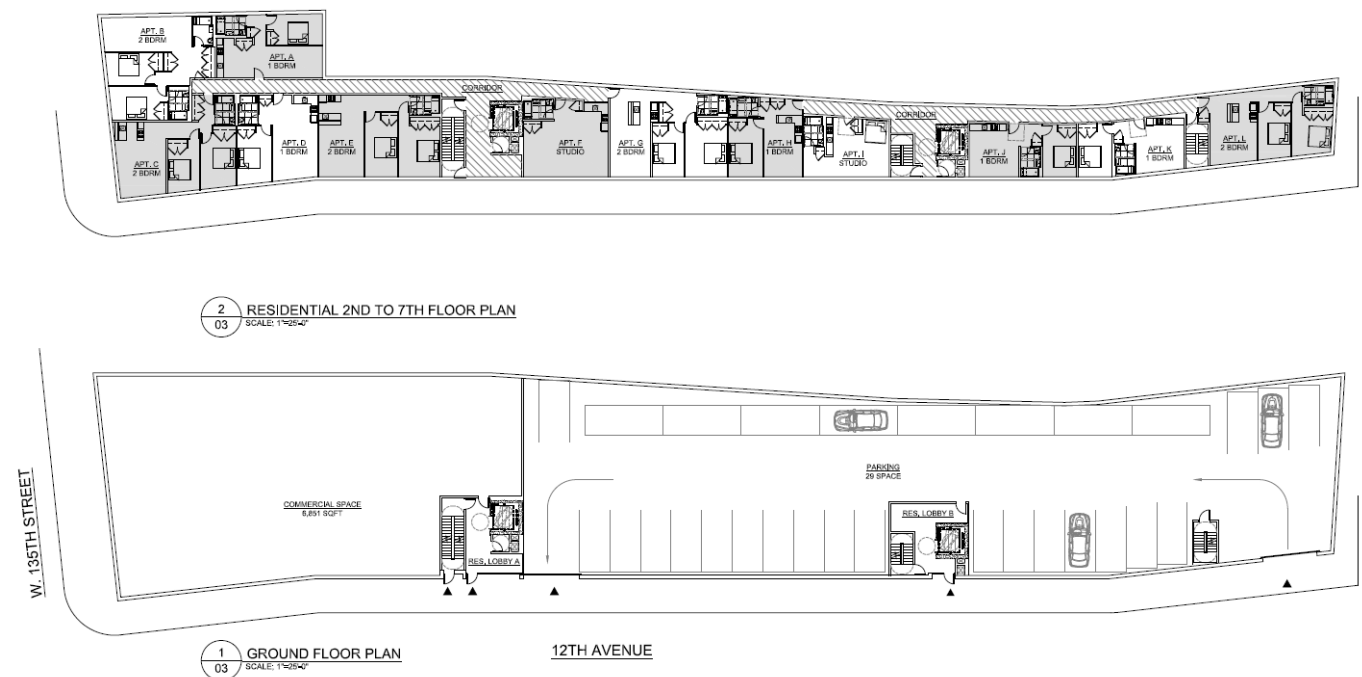 APT. B
2 BDRM
APT. A
1 BDRM
CORRIDOR
CORRIDOR
APT. C
2 BDRM
APT. D
1 BDRM
APT. E
2 BDRM
APT. F
STUDIO
APT. G
2 BDRM
APT. H
1 BDRM
APT. I
STUDIO
APT. J
1 BDRM
APT. K
1 BDRM
APT. L
2 BDRM
2
03
RESIDENTIAL 2ND TO 7TH FLOOR PLAN
SCALE: 1"=25'-0"
W. 135TH STREET
COMMERCIAL SPACE
6,851 SQFT
RES. LOBBY A
PARKING
29 SPACE
RES. LOBBY B
1
03
GROUND FLOOR PLAN
SCALE: 1"=25'-0"
12TH AVENUE